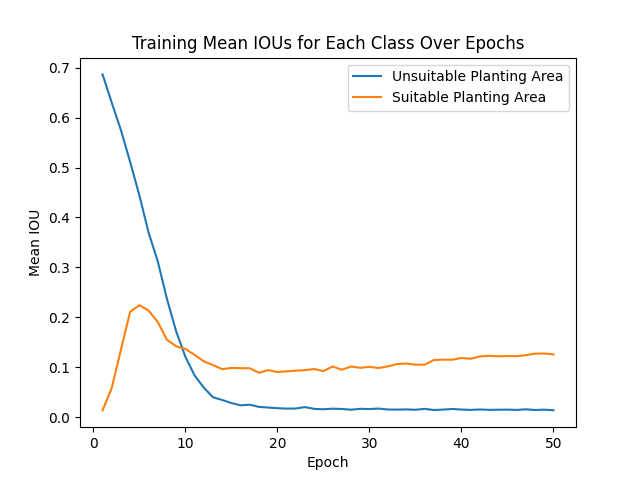 Training Mean IOUs for Each Class Over Epochs
Unsuitable Planting Area
Suitable Planting Area
Mean IOU
0.7
0.6
0.5
0.4
0.3
0.2
0.1
0.0
0 10 20 30 40 50
Epoch